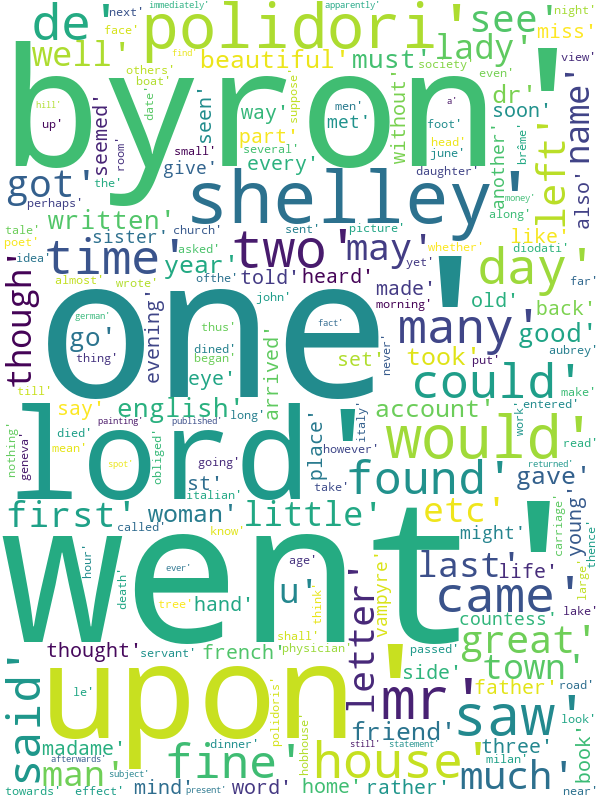 immediately' apparently'
de' next' polidori' see' night'
face' miss'
well' beautiful' must' lady' view'
others' find' society'
boat' even'
byron'
hill' date' way' suppose' men' a' dr' soon'
up' seemed' seen' part' met' without' foot' head' left' name'
room' small' several' june' brême'
got' the' give' every' daughter' another' money' also'
perhaps' shelley'
written' along'
tale' sister' church' sent' picture' like'
poet' time' asked' two' may' whether' diodati'
idea' year' yet' day' far'
almost' wrote' ofthe' told' heard' made' old'
though' john' morning' back'
german' thus' fact' many' good'
go' evening' dined' put' aubrey'
thing' one' began' never' took'
eye' set' could' make'
till' arrived'
say' english' long' account' work' entered'
painting' published' italy'
nothing' died' place' would' read'
mean' lord' however'
geneva' spot' obliged' going' found' returned'
st' italian' take' gave'
first' woman' little' etc' young'
called' know' might' carriage' thence'
hour' went' age' last' life'
ever' u' came' large'
death' tree' hand' think' vampyre' lake'
shall' countess'
thought' servant' french' physician' letter' passed' great'
said' upon' mr' side' town'
le' father' road'
polidoris' saw' look'
madame' dinner' hobhouse' friend' three'
afterwards' still' statement' milan' book'
man' subject' fine' house' much'
towards' effect' mind' present' word' home' rather' near'